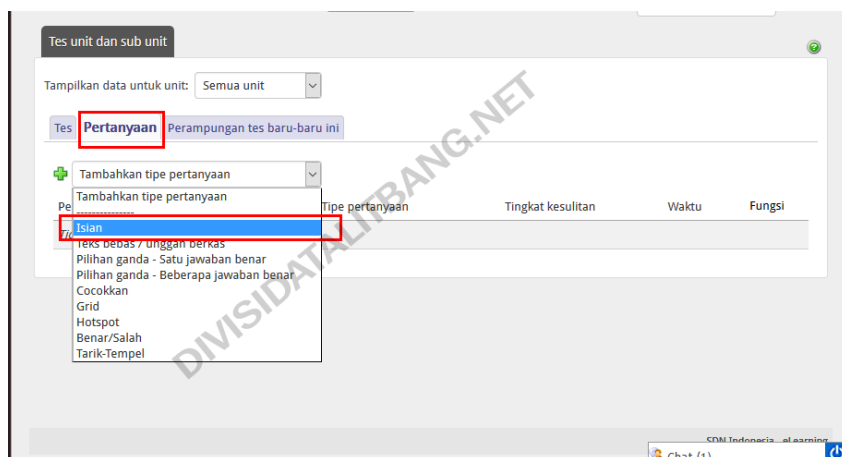 Tes unit dan sub unit
Tampilkan data untuk unit: Semua unit
Tes Pertanyaan Perampungan tes baru-baru ini
Tambahkan tipe pertanyaan
Tambahkan tipe pertanyaan
---------------
Pe Tipe pertanyaan Tingkat kesulitan Waktu Fungsi
Isian
Teks bebas / unggah berkas
Pilihan ganda - Satu jawaban benar
Pilihan ganda - Beberapa jawaban benar
Cocokkan
Grid
Hotspot
Benar/Salah
Tarik-Tempel
DIVISIDATALITBANG.NET
SDN Indonesia eLearning
Chat (1)